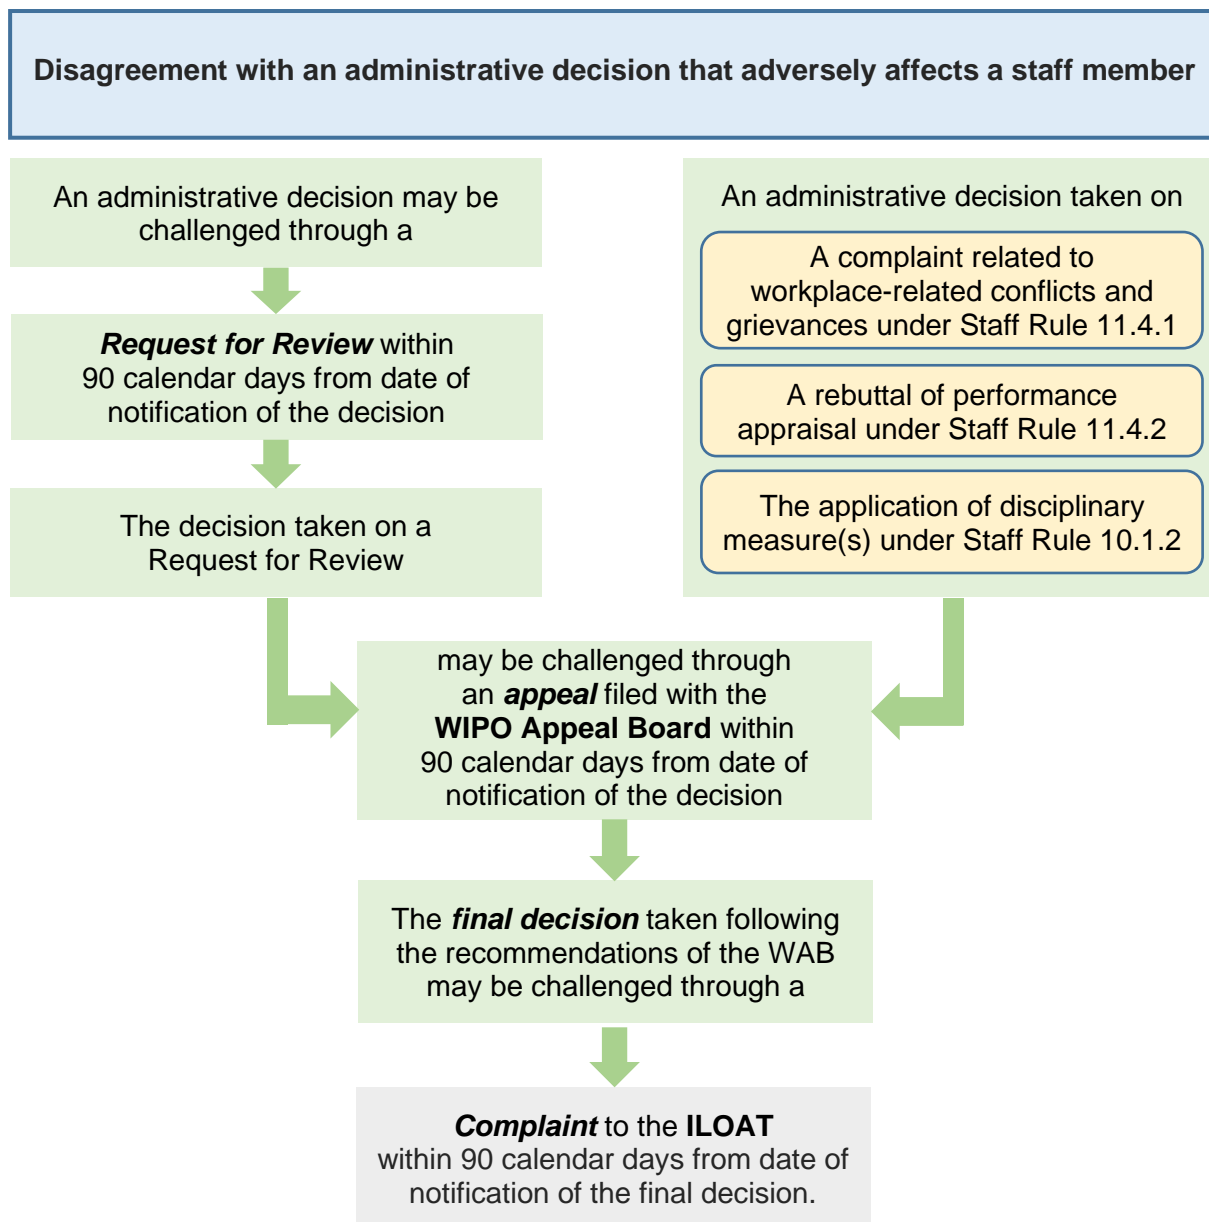 Disagreement with an administrative decision that adversely affects a staff member
An administrative decision may be
challenged through a
Request for Review within
90 calendar days from date of
notification of the decision
The decision taken on a
Request for Review
An administrative decision taken on
A complaint related to
workplace-related conflicts and
grievances under Staff Rule 11.4.1
A rebuttal of performance
appraisal under Staff Rule 11.4.2
The application of disciplinary
measure(s) under Staff Rule 10.1.2
may be challenged through
an appeal filed with the
WIPO Appeal Board within
90 calendar days from date of
notification of the decision
The final decision taken following
the recommendations of the WAB
may be challenged through a
Complaint to the ILOAT
within 90 calendar days from date of
notification of the final decision.